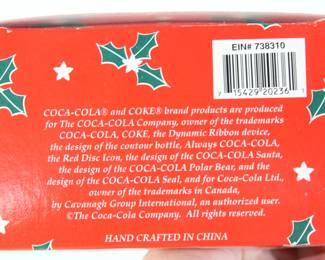 EIN# 738310
7 15429 20236 1
COCA-COLA® and COKE® brand products are produced
for The COCA-COLA Company, owner of the trademarks
COCA-COLA, COKE, the Dynamic Ribbon device,
the design of the contour bottle, Always COCA-COLA,
the Red Disc Icon, the design of the COCA-COLA Santa,
the design of the COCA-COLA Polar Bear, and the
design of the COCA-COLA Seal, and for Coca-Cola Ltd.,
owner of the trademarks in Canada,
by Cavanagh Group International, an authorized user.
©The Coca-Cola Company. All rights reserved.
HAND CRAFTED IN CHINA